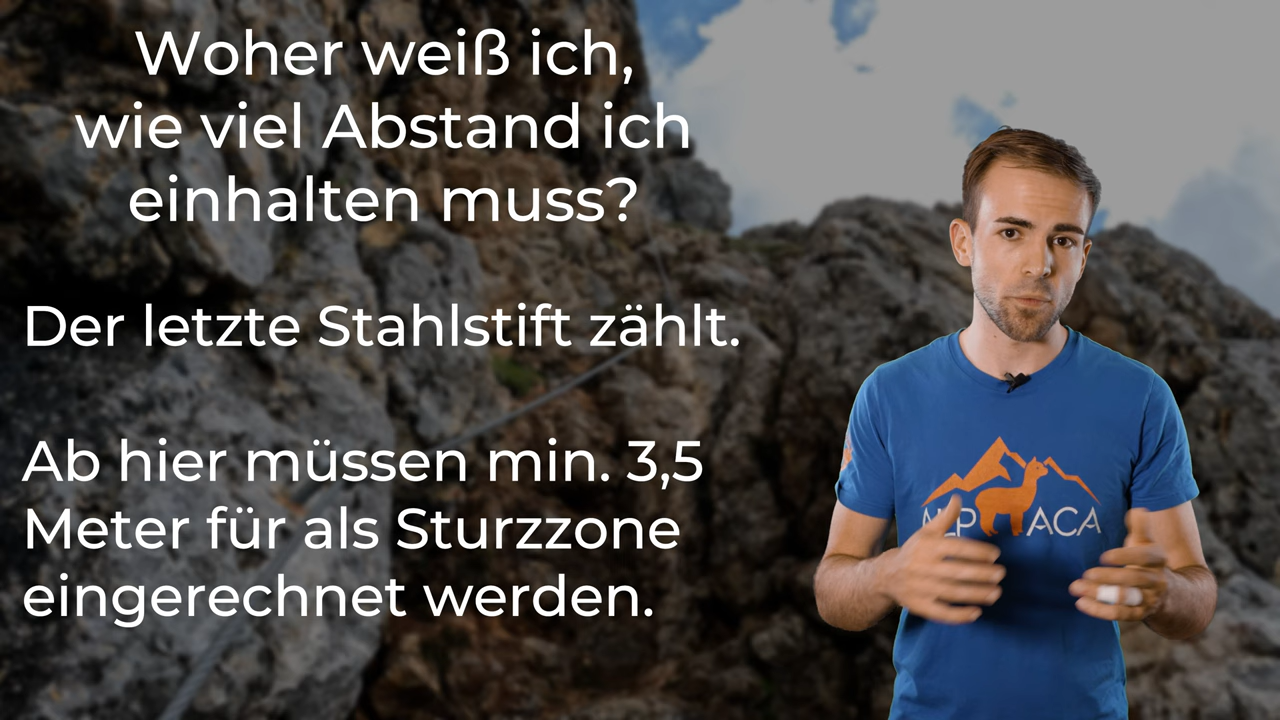 Woher weiß ich,
wie viel Abstand ich
einhalten muss?
Der letzte Stahlstift zählt.
Ab hier müssen min. 3,5
Meter für als Sturzzone
eingerechnet werden.
ACA